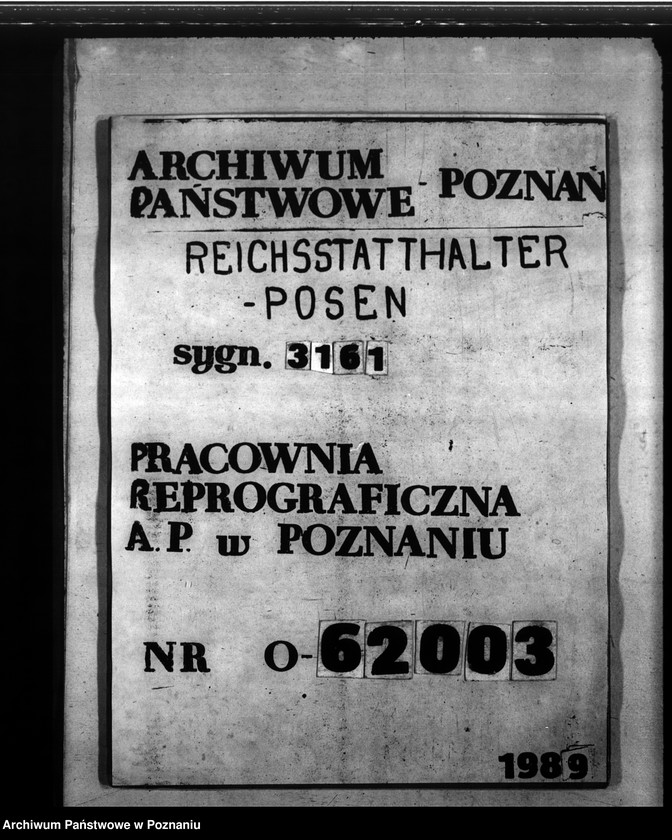 ARCHIWUM
PAŃSTWOWE - POZNAŃ
REICHSSTATTHALTER
-POSEN
sygn. 3161
PRACOWNIA
REPROGRAFICZNA
A.P. w POZNANIU
NR O-62003
1989
Archiwum Państwowe w Poznaniu